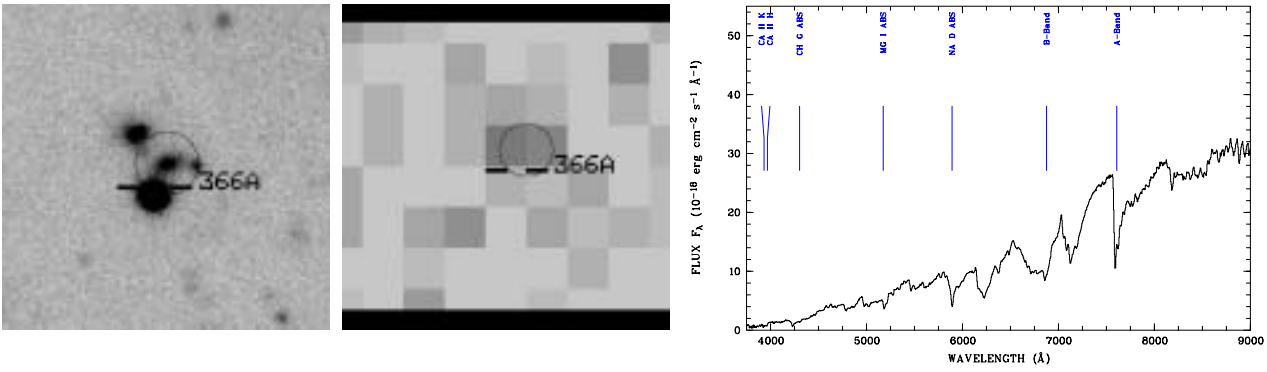 366A
366A
CA II K
CA II H
CH G ABS
MG I ABS
NA D ABS
B-Band
A-Band
50
40
30
20
10
0
FLUX Fλ (10⁻¹⁸ erg cm⁻² s⁻¹ Å⁻¹)
4000 5000 6000 7000 8000 9000
WAVELENGTH (Å)